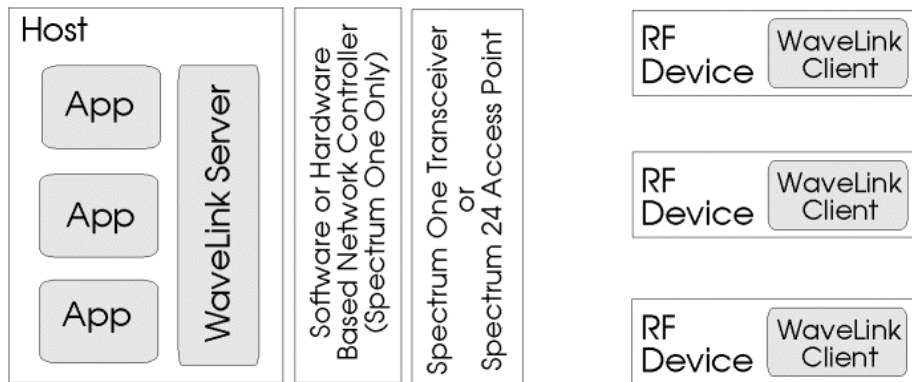 Host
App
App
App
WaveLink Server
Software or Hardware
Based Network Controller
(Spectrum One Only)
Spectrum One Transceiver
or
Spectrum 24 Access Point
RF
Device
WaveLink
Client
RF
Device
WaveLink
Client
RF
Device
WaveLink
Client